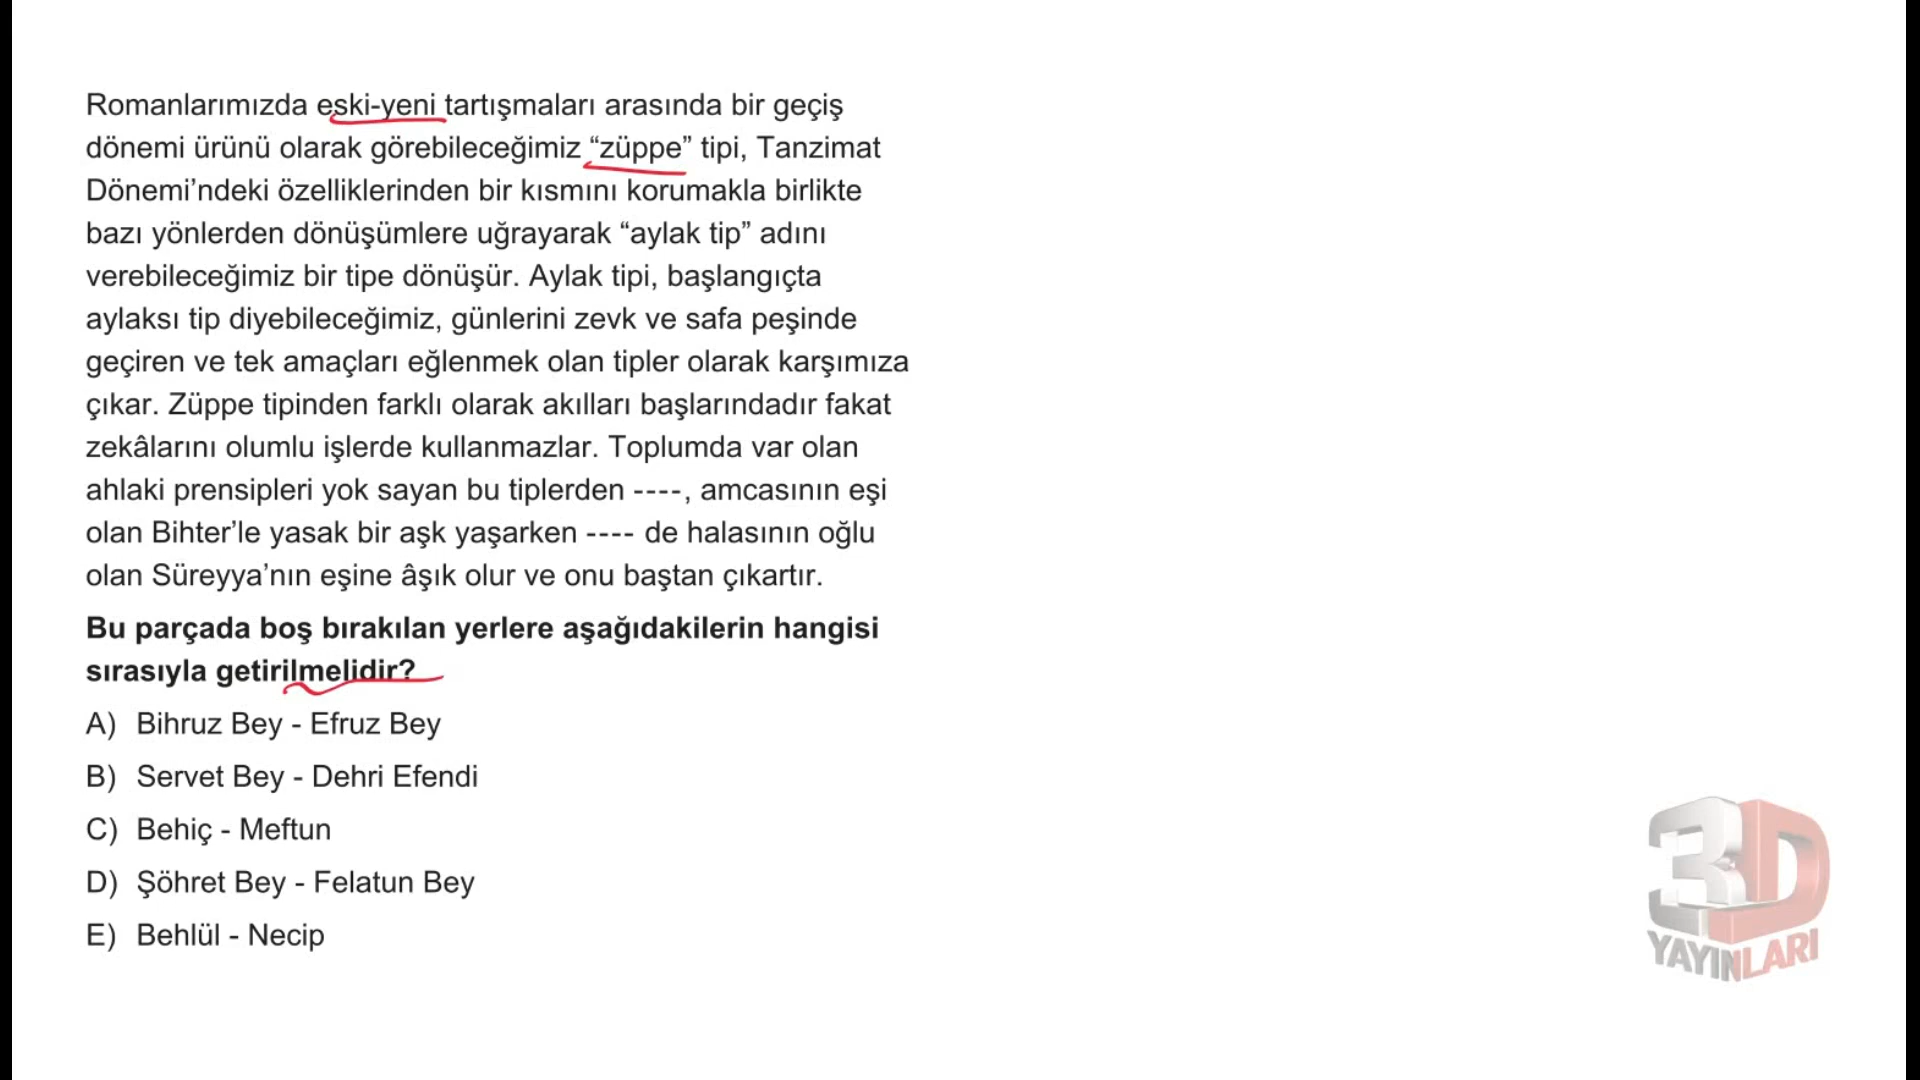 Romanlarımızda eski-yeni tartışmaları arasında bir geçiş
dönemi ürünü olarak görebileceğimiz “züppe” tipi, Tanzimat
Dönemi’ndeki özelliklerinden bir kısmını korumakla birlikte
bazı yönlerden dönüşümlere uğrayarak “aylak tip” adını
verebileceğimiz bir tipe dönüşür. Aylak tipi, başlangıçta
aylaksı tip diyebileceğimiz, günlerini zevk ve safa peşinde
geçiren ve tek amaçları eğlenmek olan tipler olarak karşımıza
çıkar. Züppe tipinden farklı olarak akılları başlarındadır fakat
zekâlarını olumlu işlerde kullanmazlar. Toplumda var olan
ahlaki prensipleri yok sayan bu tiplerden ----, amcasının eşi
olan Bihter’le yasak bir aşk yaşarken ---- de halasının oğlu
olan Süreyya’nın eşine âşık olur ve onu baştan çıkartır.
Bu parçada boş bırakılan yerlere aşağıdakilerin hangisi
sırasıyla getirilmelidir?
A) Bihruz Bey - Efruz Bey
B) Servet Bey - Dehri Efendi
C) Behiç - Meftun
D) Şöhret Bey - Felatun Bey
E) Behlül - Necip
3D
YAYINLARI